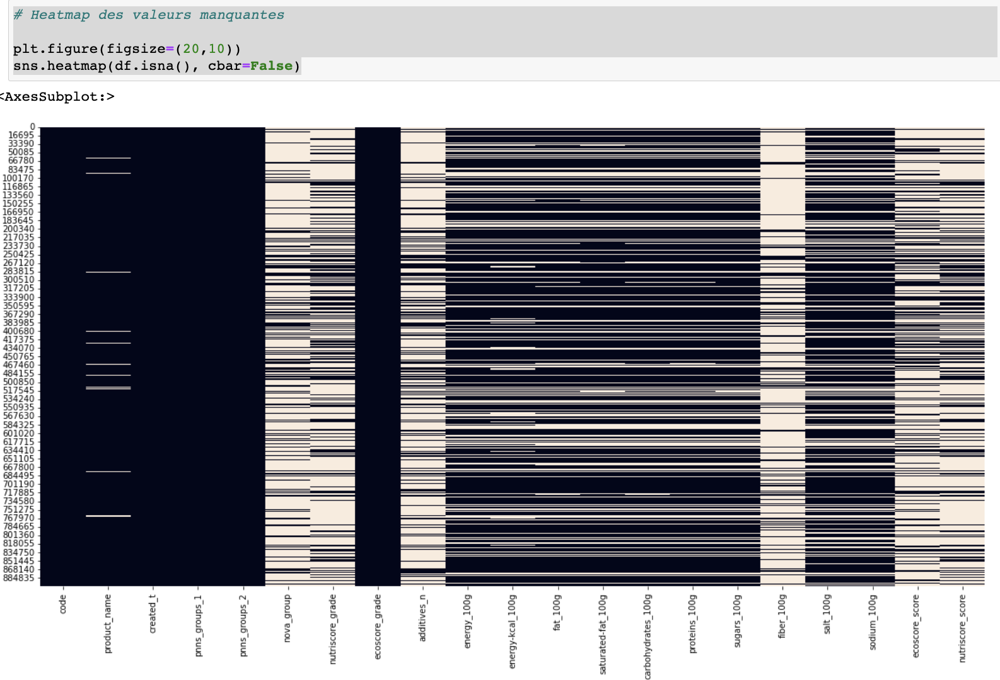 # Heatmap des valeurs manquantes
plt.figure(figsize=(20,10))
sns.heatmap(df.isna(), cbar=False)
<AxesSubplot:>
0
16695
33390
50085
66780
83475
100170
116865
133560
150255
166950
183645
200340
217035
233730
250425
267120
283815
300510
317205
333900
350595
367290
383985
400680
417375
434070
450765
467460
484155
500850
517545
534240
550935
567630
584325
601020
617715
634410
651105
667800
684495
701190
717885
734580
751275
767970
784665
801360
818055
834750
851445
868140
884835
code
product_name
created_t
pnns_groups_1
pnns_groups_2
nova_group
nutriscore_grade
ecoscore_grade
additives_n
energy_100g
energy-kcal_100g
fat_100g
saturated-fat_100g
carbohydrates_100g
proteins_100g
sugars_100g
fiber_100g
salt_100g
sodium_100g
ecoscore_score
nutriscore_score